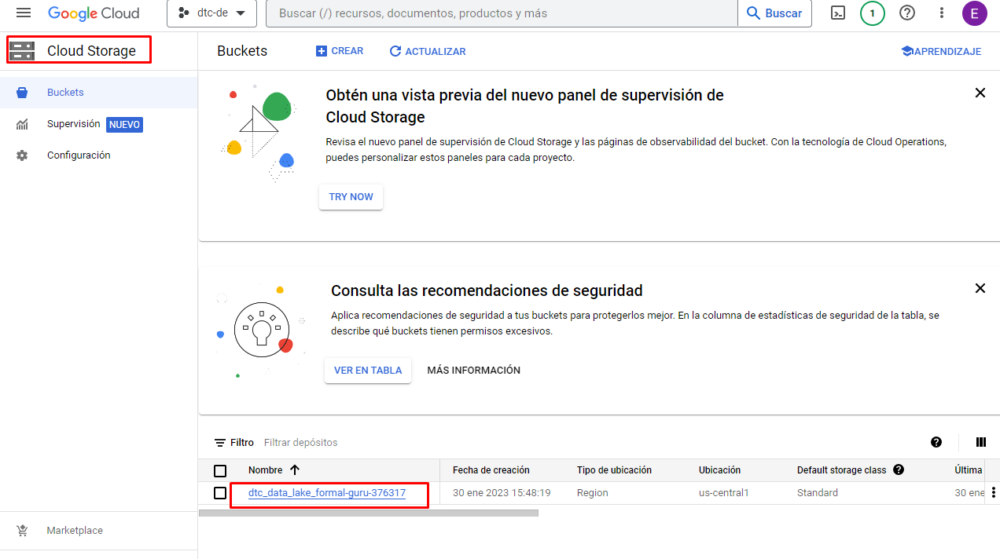 Google Cloud
dtc-de
Buscar (/) recursos, documentos, productos y más
Buscar
1
E
Cloud Storage
Buckets
CREAR
ACTUALIZAR
APRENDIZAJE
Buckets
Supervisión NUEVO
Configuración
Obtén una vista previa del nuevo panel de supervisión de
Cloud Storage
Revisa el nuevo panel de supervisión de Cloud Storage y las páginas de observabilidad del bucket. Con la tecnología de Cloud Operations,
puedes personalizar estos paneles para cada proyecto.
TRY NOW
Consulta las recomendaciones de seguridad
Aplica recomendaciones de seguridad a tus buckets para protegerlos mejor. En la columna de estadísticas de seguridad de la tabla, se
describe qué buckets tienen permisos excesivos.
VER EN TABLA MÁS INFORMACIÓN
Filtro Filtrar depósitos
Nombre Fecha de creación Tipo de ubicación Ubicación Default storage class Última
dtc_data_lake_formal-guru-376317 30 ene 2023 15:48:19 Region us-central1 Standard 30 ene
Marketplace